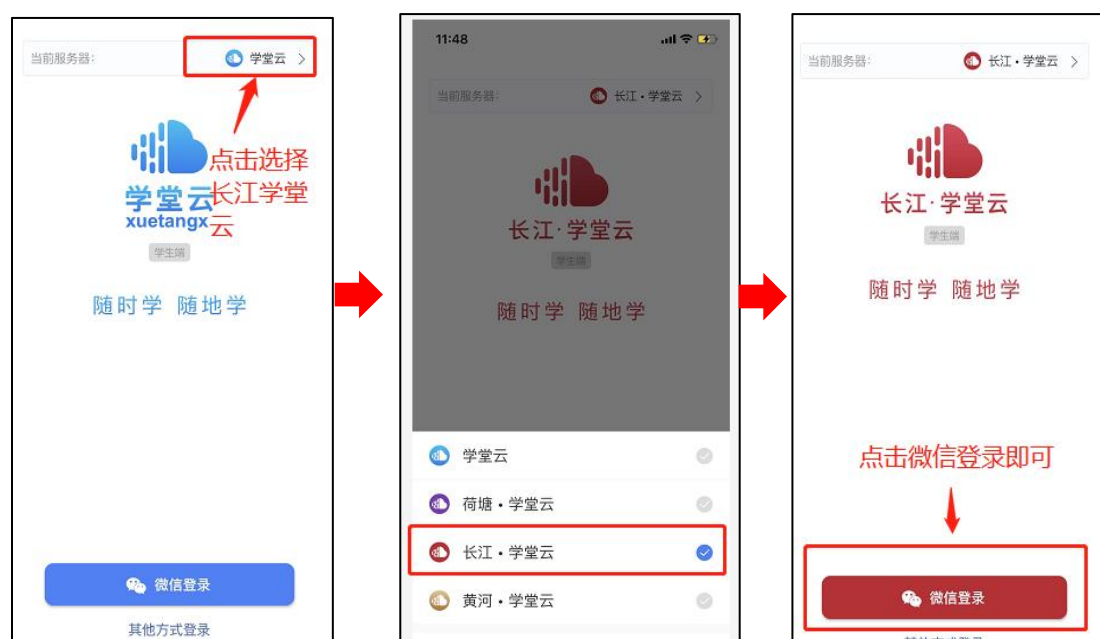 当前服务器：
学堂云
点击选择
长江学堂
云
学堂云
xuetangx
学生端
随时学 随地学
微信登录
其他方式登录
11:48
当前服务器：
长江·学堂云
长江·学堂云
学生端
随时学 随地学
学堂云
荷塘·学堂云
长江·学堂云
黄河·学堂云
当前服务器：
长江·学堂云
长江·学堂云
学生端
随时学 随地学
点击微信登录即可
微信登录